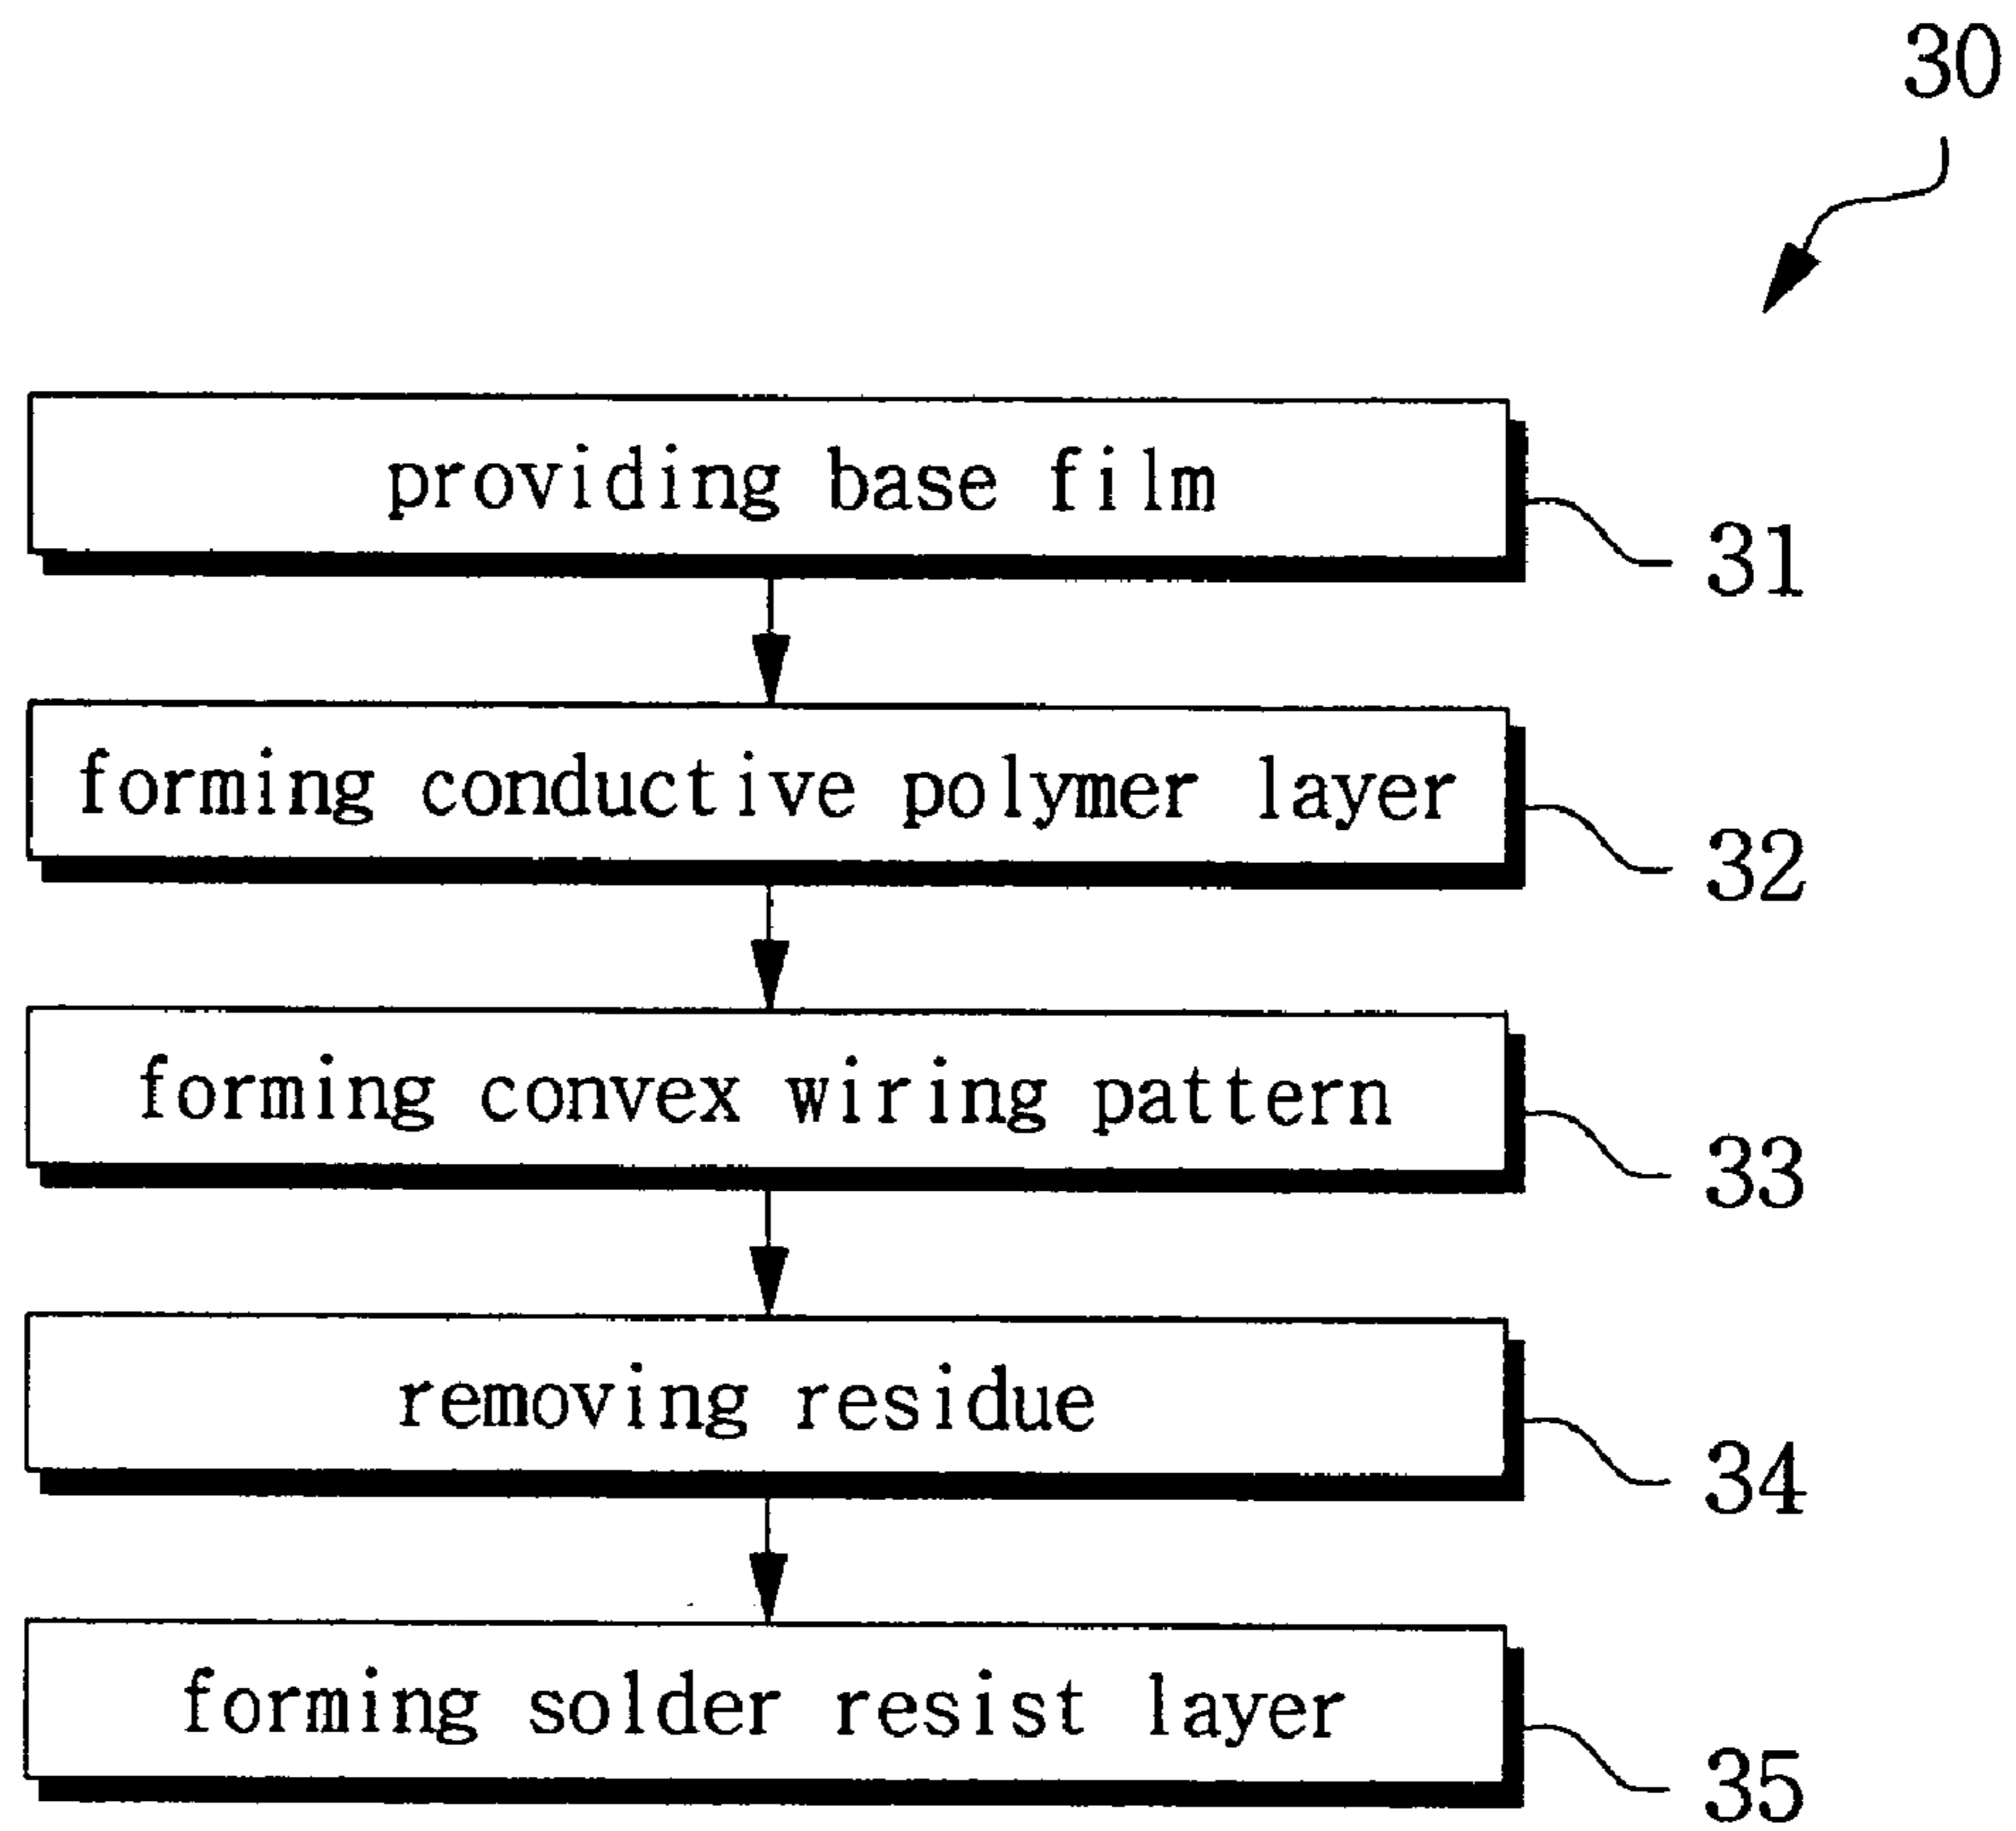 30
providing base film
31
forming conductive polymer layer
32
forming convex wiring pattern
33
removing residue
34
forming solder resist layer
35